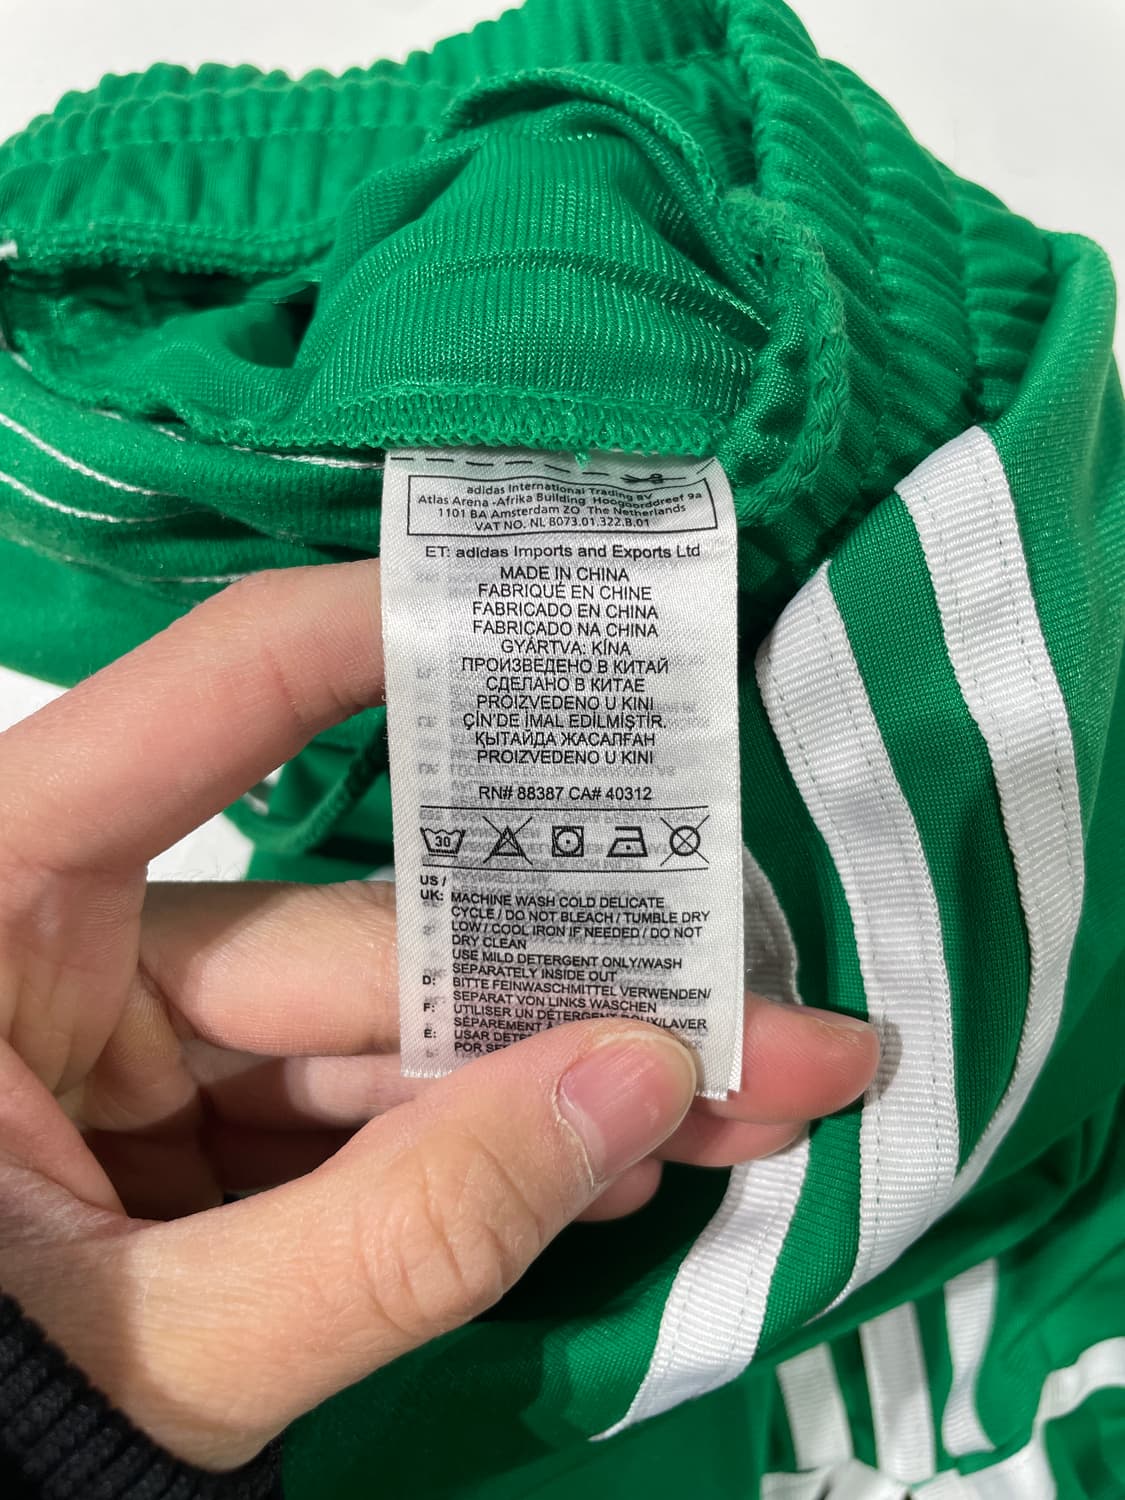 adidas International Trading BV
Atlas Arena -Afrika Building Hoogoorddreef 9a
1101 BA Amsterdam ZO The Netherlands
VAT NO. NL 8073.01.322.B.01
ET: adidas Imports and Exports Ltd
MADE IN CHINA
FABRIQUÉ EN CHINE
FABRICADO EN CHINA
FABRICADO NA CHINA
GYÁRTVA: KÍNA
ПРОИЗВЕДЕНО В КИТАЙ
СДЕЛАНО В КИТАЕ
PROIZVEDENO U KINI
ÇİN'DE İMAL EDİLMİŞTİR.
ҚЫТАЙДА ЖАСАЛҒАН
PROIZVEDENO U KINI
RN# 88387 CA# 40312
30
US /
UK: MACHINE WASH COLD DELICATE
CYCLE / DO NOT BLEACH / TUMBLE DRY
LOW / COOL IRON IF NEEDED / DO NOT
DRY CLEAN
USE MILD DETERGENT ONLY/WASH
SEPARATELY INSIDE OUT
D: BITTE FEINWASCHMITTEL VERWENDEN/
SEPARAT VON LINKS WASCHEN
F: UTILISER UN DÉTERGENT DOUX/LAVER
SÉPAREMENT
E: USAR
POR